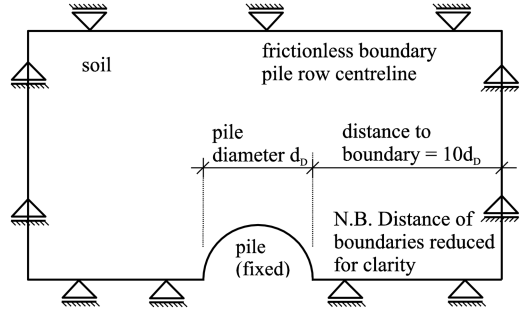 soil
frictionless boundary
pile row centreline
pile
diameter d_D
distance to
boundary = 10d_D
N.B. Distance of
boundaries reduced
for clarity
pile
(fixed)